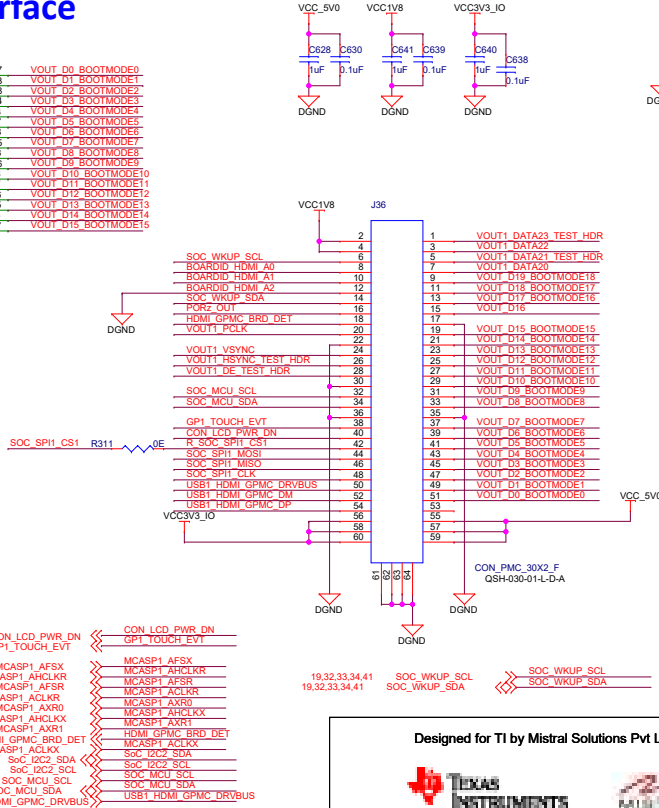 rface
VCC_5V0 VCC1V8 VCC3V3_IO
C628 C630 C641 C639 C640 C638
1uF 0.1uF 1uF 0.1uF 1uF 0.1uF
DGND DGND DGND
VOUT_D0_BOOTMODE0
VOUT_D1_BOOTMODE1
VOUT_D2_BOOTMODE2
VOUT_D3_BOOTMODE3
VOUT_D4_BOOTMODE4
VOUT_D5_BOOTMODE5
VOUT_D6_BOOTMODE6
VOUT_D7_BOOTMODE7
VOUT_D8_BOOTMODE8
VOUT_D9_BOOTMODE9
VOUT_D10_BOOTMODE10
VOUT_D11_BOOTMODE11
VOUT_D12_BOOTMODE12
VOUT_D13_BOOTMODE13
VOUT_D14_BOOTMODE14
VOUT_D15_BOOTMODE15
VCC1V8 J36
2 1 VOUT1_DATA23_TEST_HDR
4 3 VOUT1_DATA22
SOC_WKUP_SCL 6 5 VOUT1_DATA21_TEST_HDR
BOARDID_HDMI_A0 8 7 VOUT1_DATA20
BOARDID_HDMI_A1 10 9 VOUT_D19_BOOTMODE18
BOARDID_HDMI_A2 12 11 VOUT_D18_BOOTMODE17
SOC_WKUP_SDA 14 13 VOUT_D17_BOOTMODE16
PORz_OUT 16 15 VOUT_D16
HDMI_GPMC_BRD_DET 18 17
DGND
VOUT1_PCLK 20 19 VOUT_D15_BOOTMODE15
22 21 VOUT_D14_BOOTMODE14
VOUT1_VSYNC 24 23 VOUT_D13_BOOTMODE13
VOUT1_HSYNC_TEST_HDR 26 25 VOUT_D12_BOOTMODE12
VOUT1_DE_TEST_HDR 28 27 VOUT_D11_BOOTMODE11
30 29 VOUT_D10_BOOTMODE10
SOC_MCU_SCL 32 31 VOUT_D9_BOOTMODE9
SOC_MCU_SDA 34 33 VOUT_D8_BOOTMODE8
36 35
GP1_TOUCH_EVT 38 37 VOUT_D7_BOOTMODE7
CON_LCD_PWR_DN 40 39 VOUT_D6_BOOTMODE6
SOC_SPI1_CS1 R311 0E R_SOC_SPI1_CS1 42 41 VOUT_D5_BOOTMODE5
SOC_SPI1_MOSI 44 43 VOUT_D4_BOOTMODE4
SOC_SPI1_MISO 46 45 VOUT_D3_BOOTMODE3
SOC_SPI1_CLK 48 47 VOUT_D2_BOOTMODE2
USB1_HDMI_GPMC_DRVBUS 50 49 VOUT_D1_BOOTMODE1
USB1_HDMI_GPMC_DM 52 51 VOUT_D0_BOOTMODE0
USB1_HDMI_GPMC_DP 54 53 VCC_5V0
VCC3V3_IO 56 55
58 57
60 59
61 62 63 64
CON_PMC_30X2_F
QSH-030-01-L-D-A
DGND DGND DGND
CON_LCD_PWR_DN
GP1_TOUCH_EVT
MCASP1_AFSX
MCASP1_AHCLKR
MCASP1_AFSR
MCASP1_ACLKR
MCASP1_AXR0
MCASP1_AHCLKX
MCASP1_AXR1
HDMI_GPMC_BRD_DET
MCASP1_ACLKX
SoC_I2C2_SDA SoC_I2C2_SDA
SoC_I2C2_SCL SoC_I2C2_SCL
SOC_MCU_SCL SOC_MCU_SCL
SOC_MCU_SDA
USB1_HDMI_GPMC_DRVBUS
19,32,33,34,41 SOC_WKUP_SCL SOC_WKUP_SCL
19,32,33,34,41 SOC_WKUP_SDA SOC_WKUP_SDA
Designed for TI by Mistral Solutions Pvt L
TEXAS
INSTRUMENTS